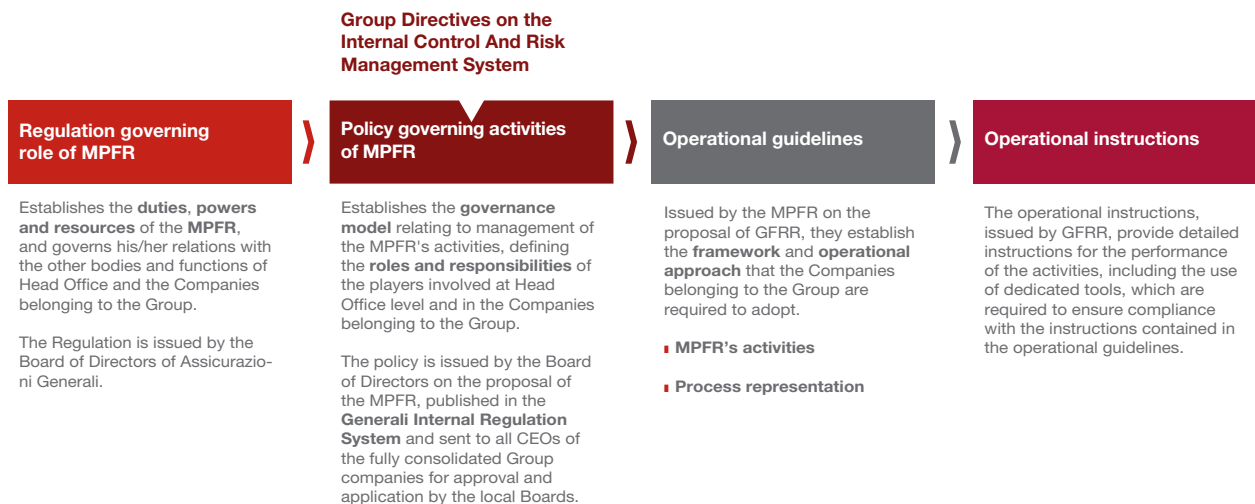 Group Directives on the
Internal Control And Risk
Management System
Regulation governing
role of MPFR
Establishes the duties, powers
and resources of the MPFR,
and governs his/her relations with
the other bodies and functions of
Head Office and the Companies
belonging to the Group.
The Regulation is issued by the
Board of Directors of Assicurazio-
ni Generali.
Policy governing activities
of MPFR
Establishes the governance
model relating to management of
the MPFR's activities, defining
the roles and responsibilities of
the players involved at Head
Office level and in the Companies
belonging to the Group.
The policy is issued by the Board
of Directors on the proposal of
the MPFR, published in the
Generali Internal Regulation
System and sent to all CEOs of
the fully consolidated Group
companies for approval and
application by the local Boards.
Operational guidelines
Issued by the MPFR on the
proposal of GFRR, they establish
the framework and operational
approach that the Companies
belonging to the Group are
required to adopt.
MPFR's activities
Process representation
Operational instructions
The operational instructions,
issued by GFRR, provide detailed
instructions for the performance
of the activities, including the use
of dedicated tools, which are
required to ensure compliance
with the instructions contained in
the operational guidelines.